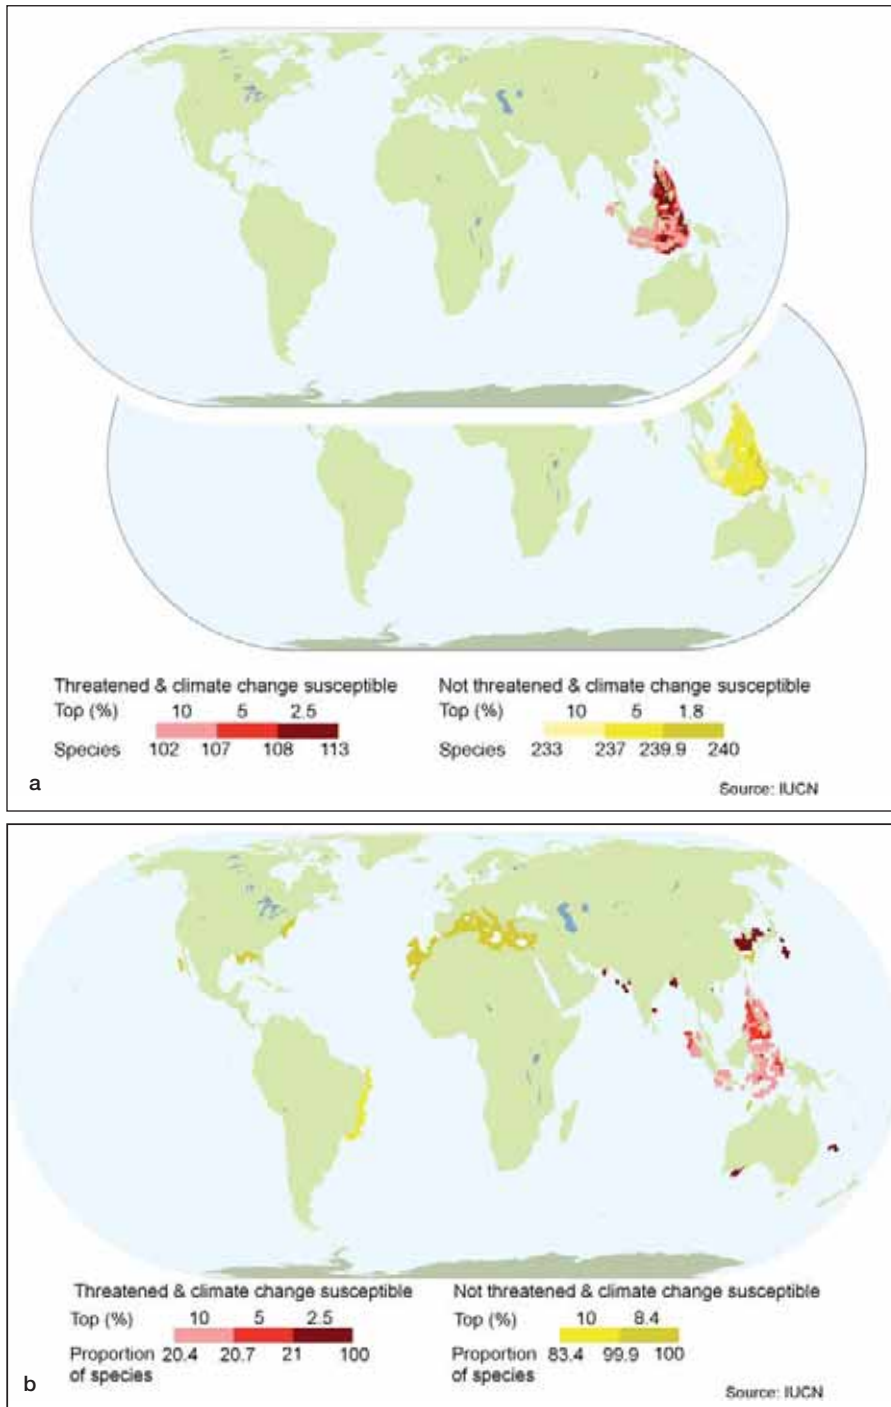 Threatened & climate change susceptible
Top (%) 10 5 2.5
Species 102 107 108 113
Not threatened & climate change susceptible
Top (%) 10 5 1.8
Species 233 237 239.9 240
a
Source: IUCN
Threatened & climate change susceptible
Top (%) 10 5 2.5
Proportion 20.4 20.7 21 100
of species
Not threatened & climate change susceptible
Top (%) 10 8.4
Proportion 83.4 99.9 100
of species
b
Source: IUCN